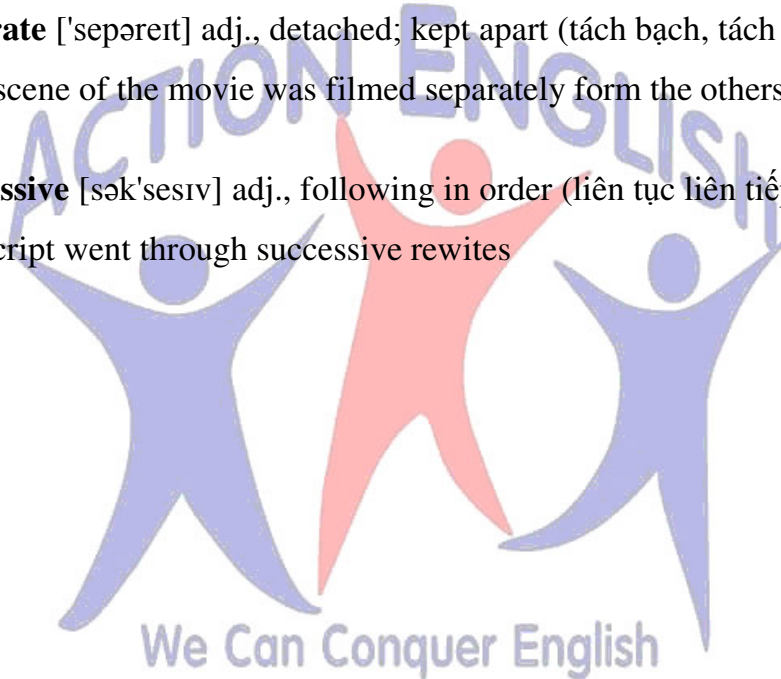 rate ['sepəreɪt] adj., detached; kept apart (tách bạch, tách
scene of the movie was filmed separately form the others
ACTION ENGLISH
ssive [sək'sesɪv] adj., following in order (liên tục liên tiế
cript went through successive rewites
We Can Conquer English